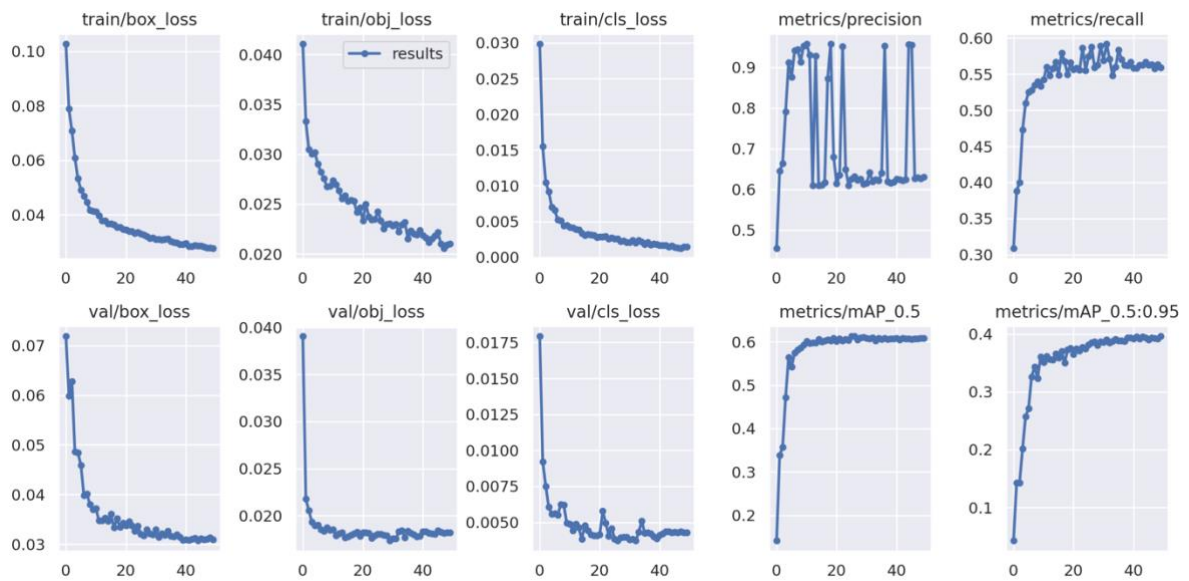 train/box_loss
train/obj_loss
train/cls_loss
metrics/precision
metrics/recall
0.10
0.08
0.06
0.04
0 20 40
0.040
0.035
0.030
0.025
0.020
0 20 40
results
0.030
0.025
0.020
0.015
0.010
0.005
0.000
0 20 40
0.9
0.8
0.7
0.6
0.5
0 20 40
0.60
0.55
0.50
0.45
0.40
0.35
0.30
0 20 40
val/box_loss
val/obj_loss
val/cls_loss
metrics/mAP_0.5
metrics/mAP_0.5:0.95
0.07
0.06
0.05
0.04
0.03
0 20 40
0.040
0.035
0.030
0.025
0.020
0 20 40
0.0175
0.0150
0.0125
0.0100
0.0075
0.0050
0 20 40
0.6
0.5
0.4
0.3
0.2
0 20 40
0.4
0.3
0.2
0.1
0 20 40